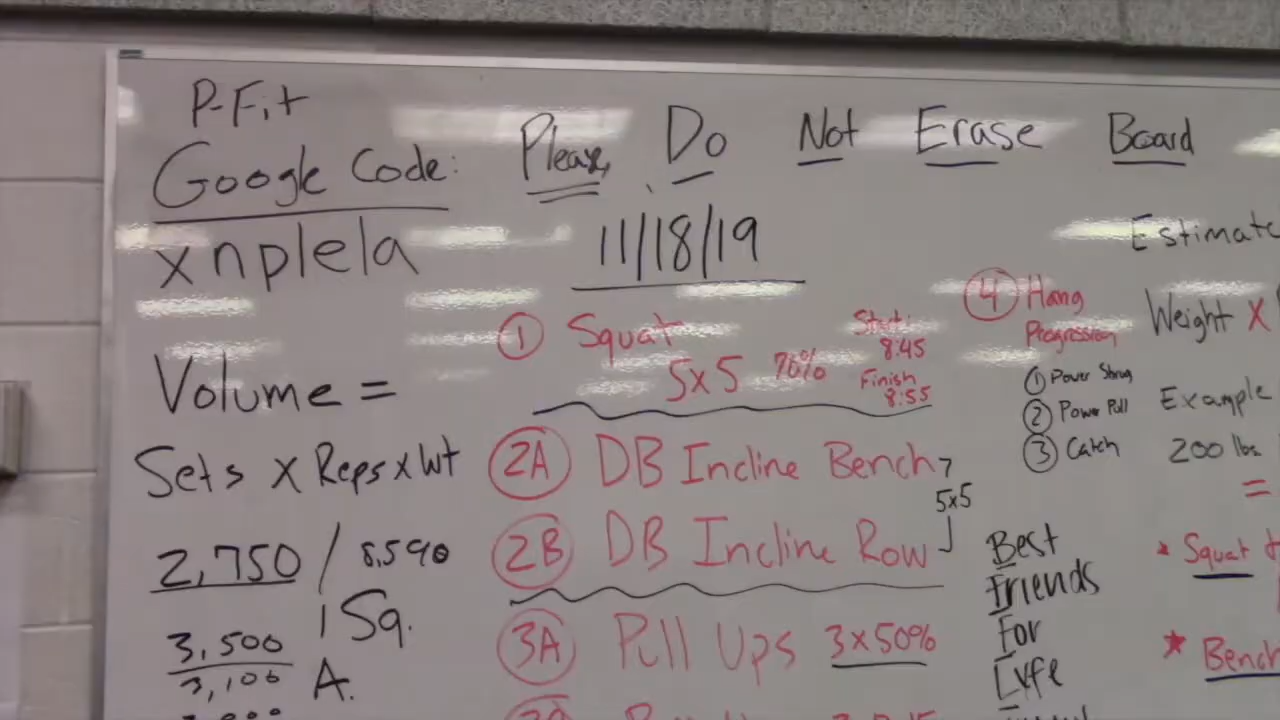 P-Fit
Google Code:
xnplela
Please Do Not Erase Board
11/18/19
Volume =
Sets x Reps x Wt
2,750 / 8,590
1 Sq.
3,500
3,106
A.
① Squat
5x5 70%
Start:
8:45
Finish
8:55
2A DB Incline Bench
5x5
2B DB Incline Row
3A Pull Ups 3x50%
④ Hang
Progression
① Power Shrug
② Power Pull
③ Catch
Best
Friends
For
Life
Estimate
Weight x
Example
200 lbs
=
* Squat
* Bench